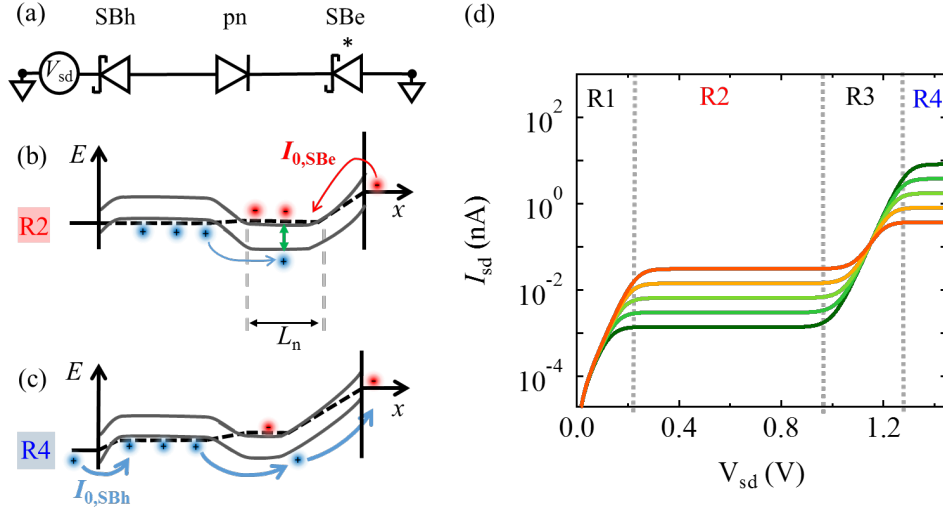 (a)
SBh pn SBe
*
V_sd
(b)
E
I_0,SBe
x
R2
L_n
(c)
E
x
R4
I_0,SBh
(d)
R1 R2 R3 R4
10^2
10^0
10^-2
10^-4
I_sd (nA)
0.0 0.4 0.8 1.2
V_sd (V)